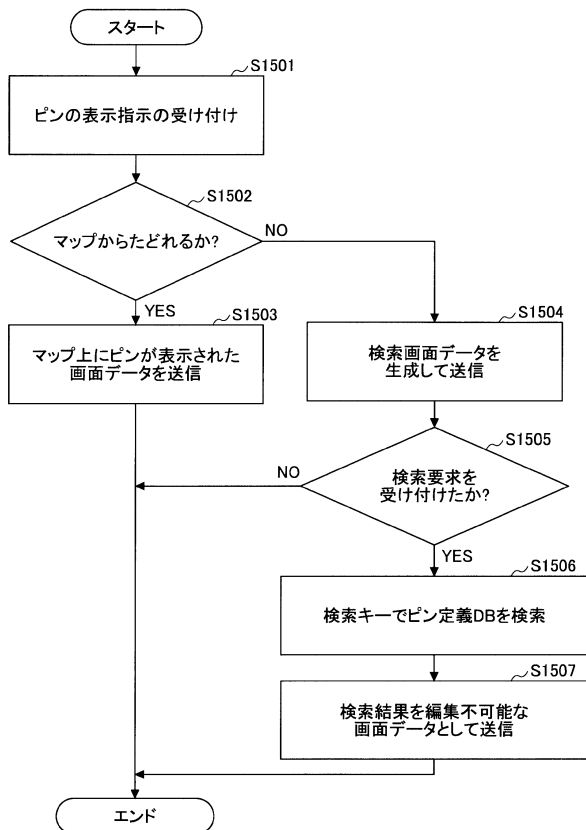 スタート
S1501
ピンの表示指示の受け付け
S1502
マップからたどれるか?
NO
YES
S1503
マップ上にピンが表示された
画面データを送信
S1504
検索画面データを
生成して送信
S1505
検索要求を
受け付けたか?
NO
YES
S1506
検索キーでピン定義DBを検索
S1507
検索結果を編集不可能な
画面データとして送信
エンド